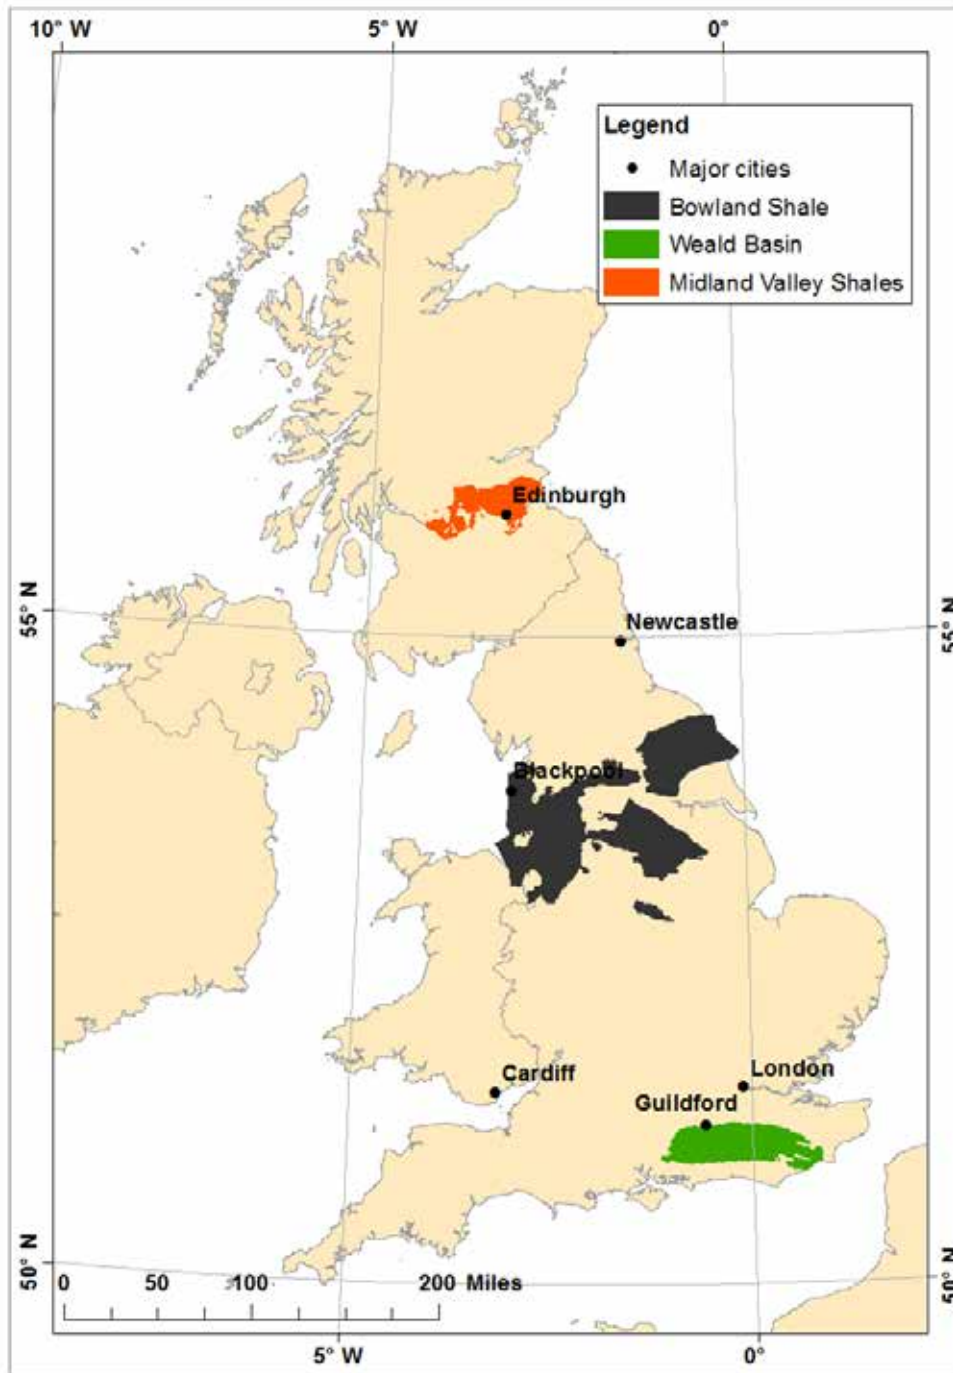 10° W 5° W 0°
Legend
Major cities
Bowland Shale
Weald Basin
Midland Valley Shales
Edinburgh
55° N
55° N
Newcastle
Blackpool
Cardiff
London
Guildford
50° N
50° N
0 50 100 200 Miles
5° W 0°